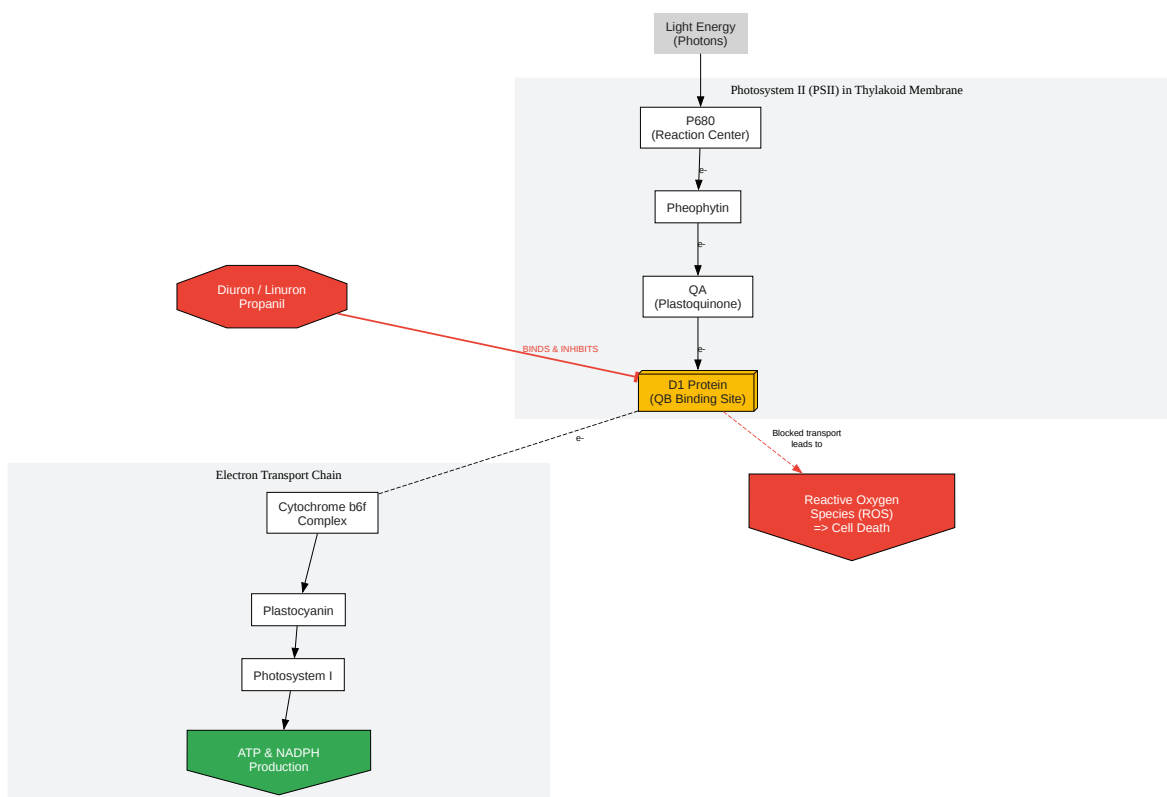 Light Energy
(Photons)
Photosystem II (PSII) in Thylakoid Membrane
P680
(Reaction Center)
e-
Pheophytin
e-
QA
(Plastoquinone)
Diuron / Linuron
Propanil
BINDS & INHIBITS
e-
D1 Protein
(QB Binding Site)
e-
Blocked transport
leads to
Electron Transport Chain
Cytochrome b6f
Complex
Reactive Oxygen
Species (ROS)
=> Cell Death
Plastocyanin
Photosystem I
ATP & NADPH
Production